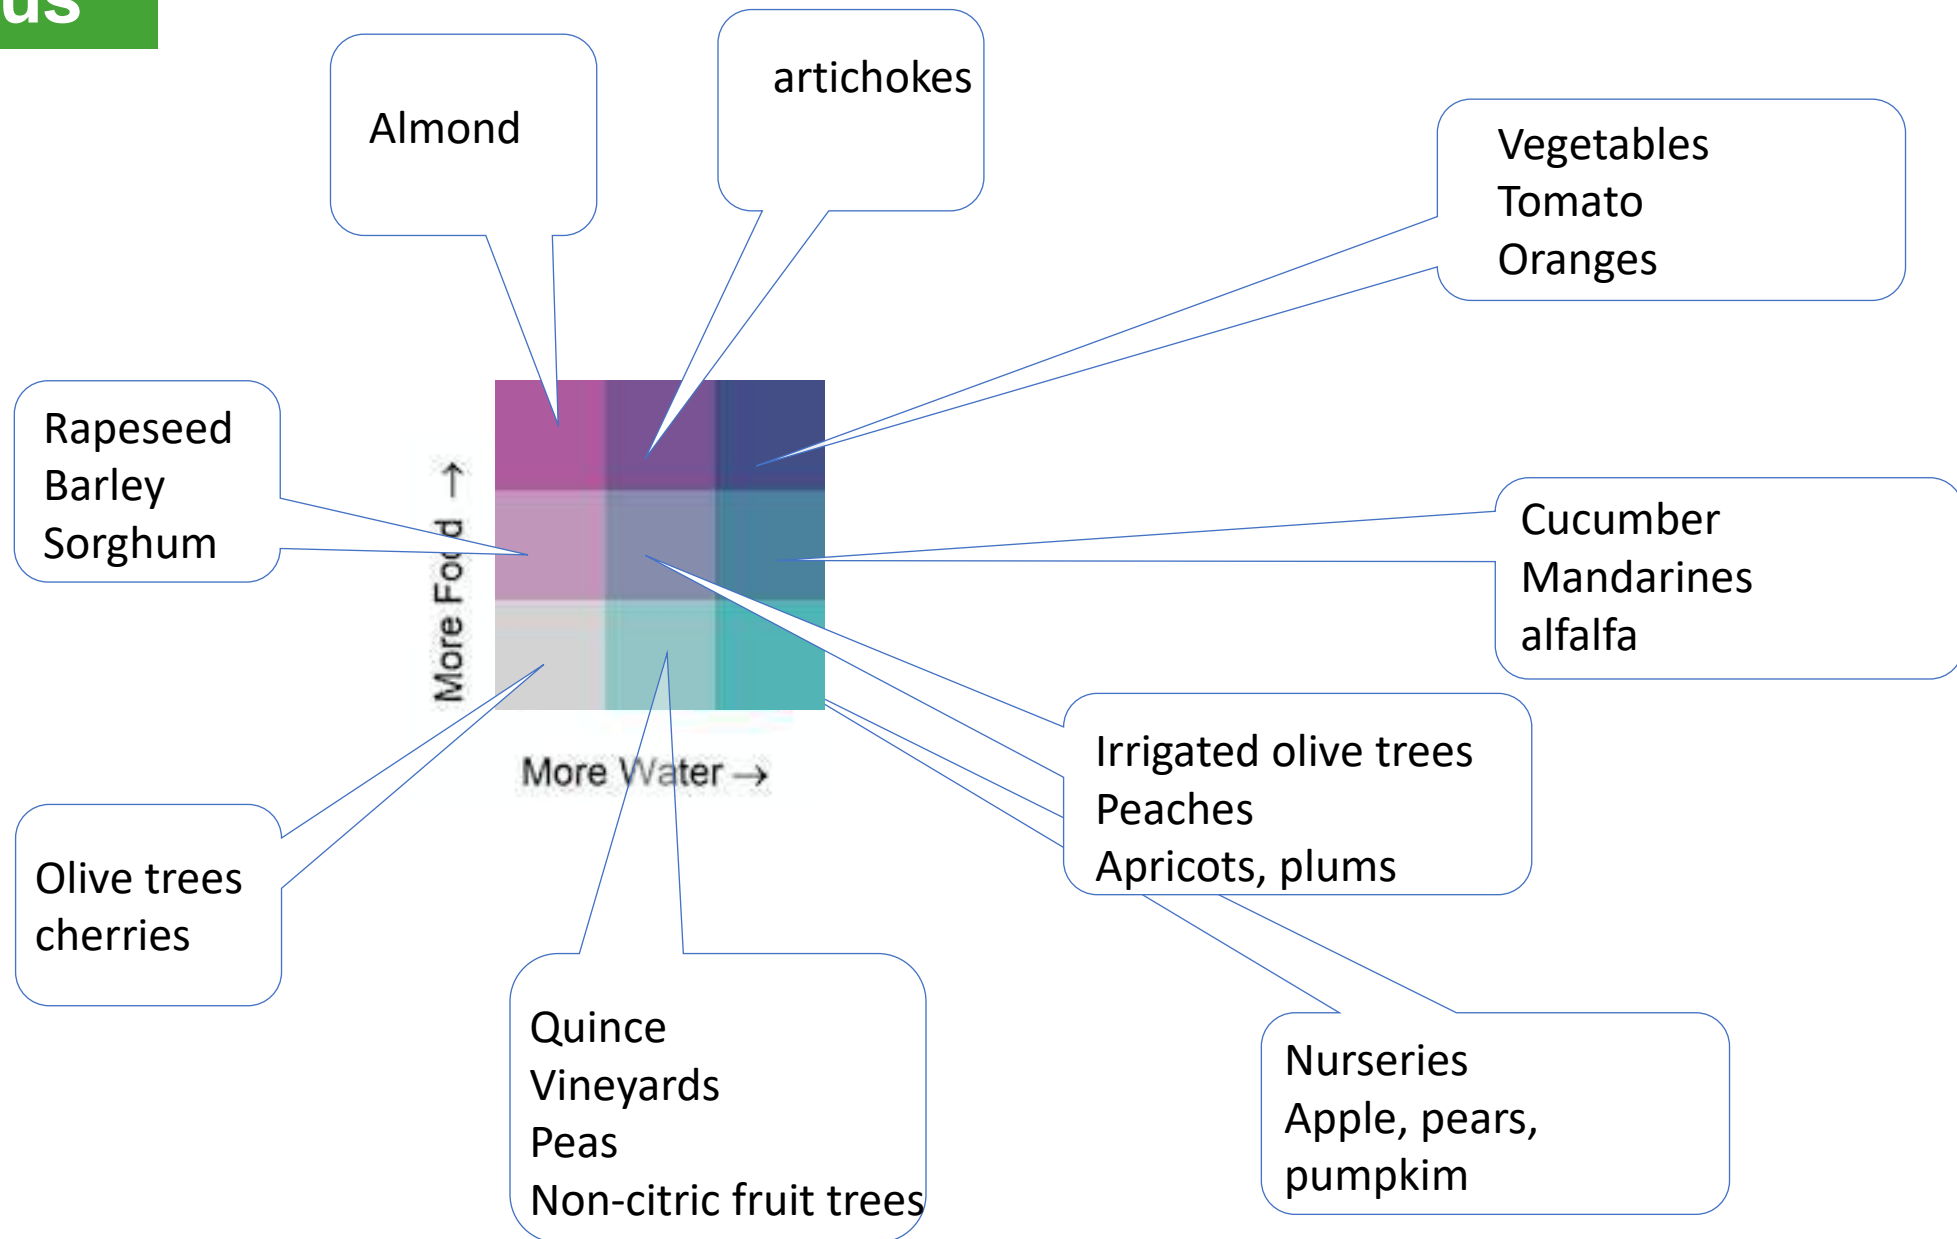 us
Almond
artichokes
Vegetables
Tomato
Oranges
Rapeseed
Barley
Sorghum
More Food →
More Water →
Cucumber
Mandarines
alfalfa
Irrigated olive trees
Peaches
Apricots, plums
Olive trees
cherries
Quince
Vineyards
Peas
Non-citric fruit trees
Nurseries
Apple, pears,
pumpkim